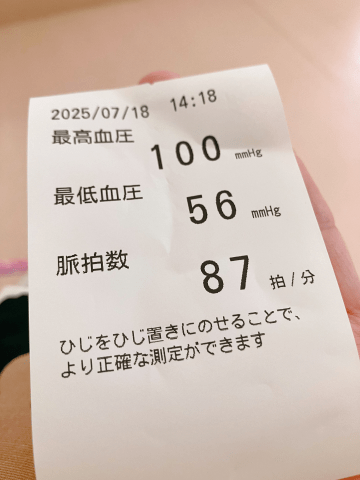 2025/07/18 14:18
最高血圧
100 mmHg
最低血圧
56 mmHg
脈拍数
87 拍/分
ひじをひじ置きにのせることで、
より正確な測定ができます